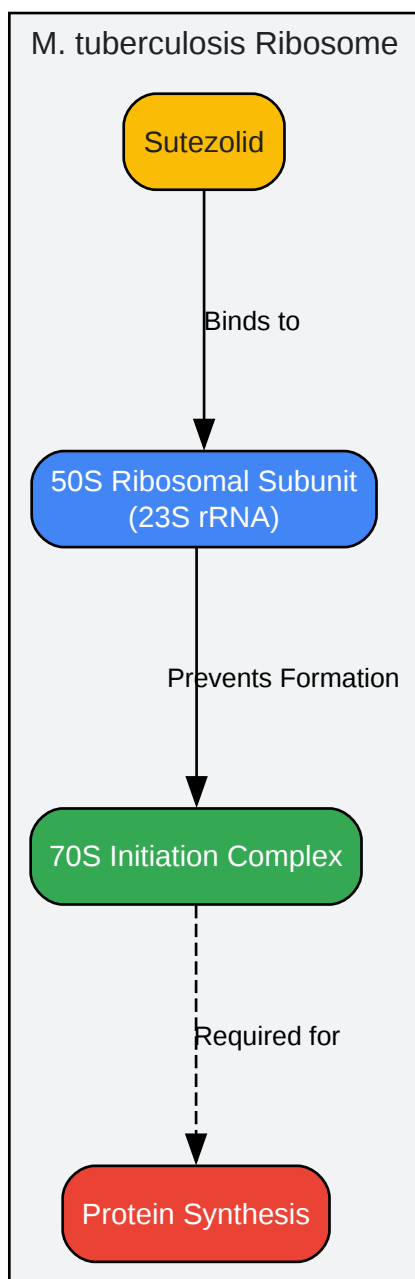 M. tuberculosis Ribosome
Sutezolid
Binds to
50S Ribosomal Subunit
(23S rRNA)
Prevents Formation
70S Initiation Complex
Required for
Protein Synthesis